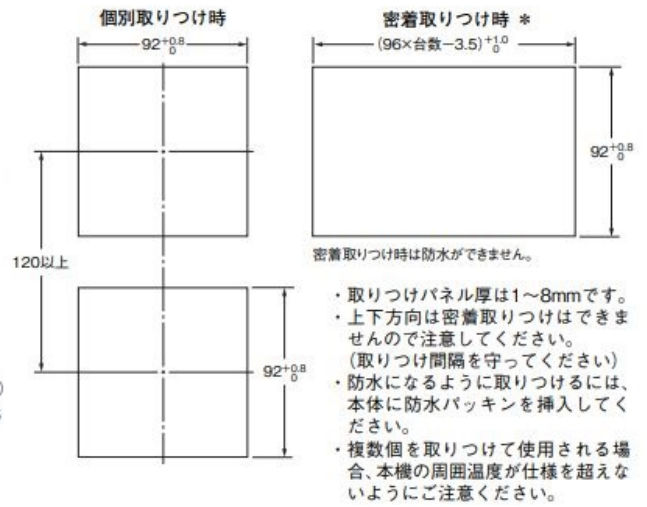 個別取りつけ時
92+0.8 0
120以上
92+0.8 0
密着取りつけ時 *
(96×台数−3.5)+1.0 0
92+0.8 0
密着取りつけ時は防水ができません。
・取りつけパネル厚は1～8mmです。
・上下方向は密着取りつけはできま
せんので注意してください。
(取りつけ間隔を守ってください)
・防水になるように取りつけるには、
本体に防水パッキンを挿入してく
ださい。
・複数個を取りつけて使用される場
合、本機の周囲温度が仕様を超えな
いようにご注意ください。